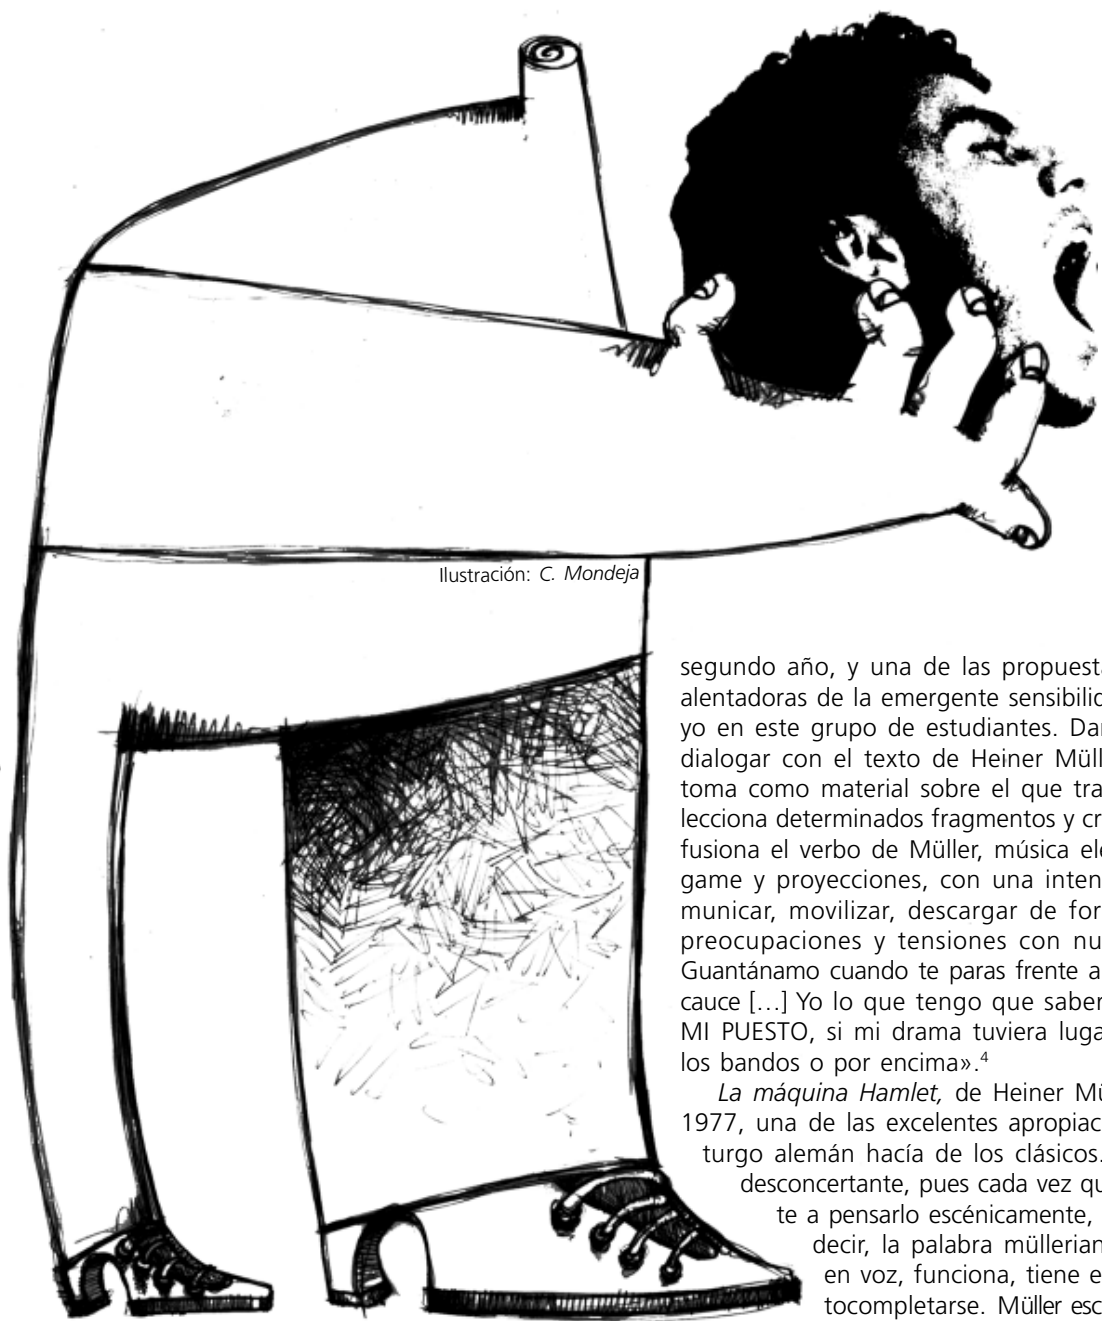 Ilustración: C. Mondeja
segundo año, y una de las propuesta
alentadoras de la emergente sensibilid
yo en este grupo de estudiantes. Dar
dialogar con el texto de Heiner Müll
toma como material sobre el que tra
lecciona determinados fragmentos y cr
fusiona el verbo de Müller, música ele
game y proyecciones, con una inten
municar, movilizar, descargar de for
preocupaciones y tensiones con nu
Guantánamo cuando te paras frente a
cauce […] Yo lo que tengo que saber
MI PUESTO, si mi drama tuviera luga
los bandos o por encima».⁴
La máquina Hamlet, de Heiner Mü
1977, una de las excelentes apropiac
turgo alemán hacía de los clásicos.
desconcertante, pues cada vez qu
te a pensarlo escénicamente,
decir, la palabra müllerian
en voz, funciona, tiene e
tocompletarse. Müller esc